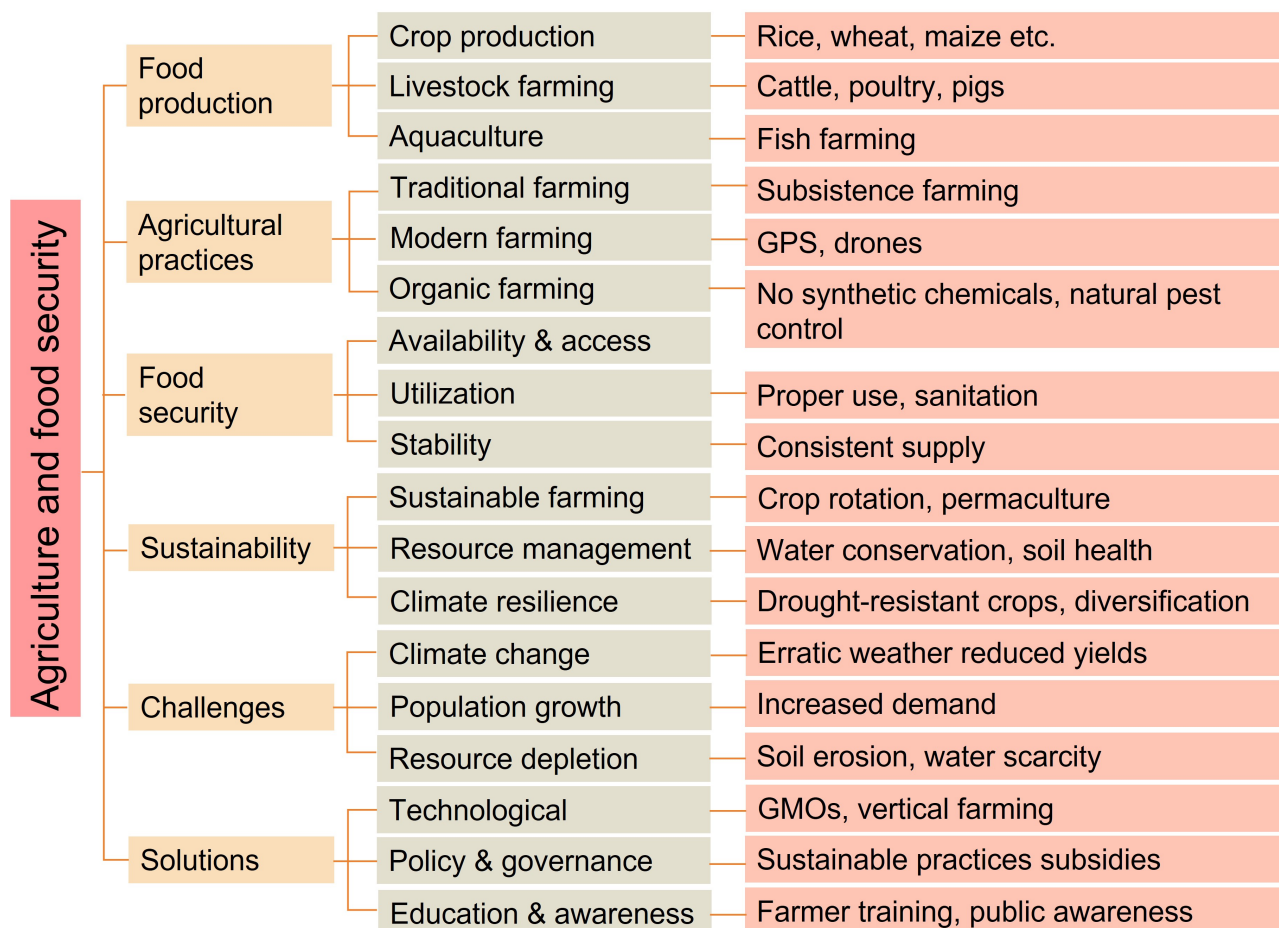 Agriculture and food security
Food
production
Crop production
Rice, wheat, maize etc.
Livestock farming
Cattle, poultry, pigs
Aquaculture
Fish farming
Agricultural
practices
Traditional farming
Subsistence farming
Modern farming
GPS, drones
Organic farming
No synthetic chemicals, natural pest
control
Food
security
Availability & access
Utilization
Proper use, sanitation
Stability
Consistent supply
Sustainability
Sustainable farming
Crop rotation, permaculture
Resource management
Water conservation, soil health
Climate resilience
Drought-resistant crops, diversification
Challenges
Climate change
Erratic weather reduced yields
Population growth
Increased demand
Resource depletion
Soil erosion, water scarcity
Solutions
Technological
GMOs, vertical farming
Policy & governance
Sustainable practices subsidies
Education & awareness
Farmer training, public awareness